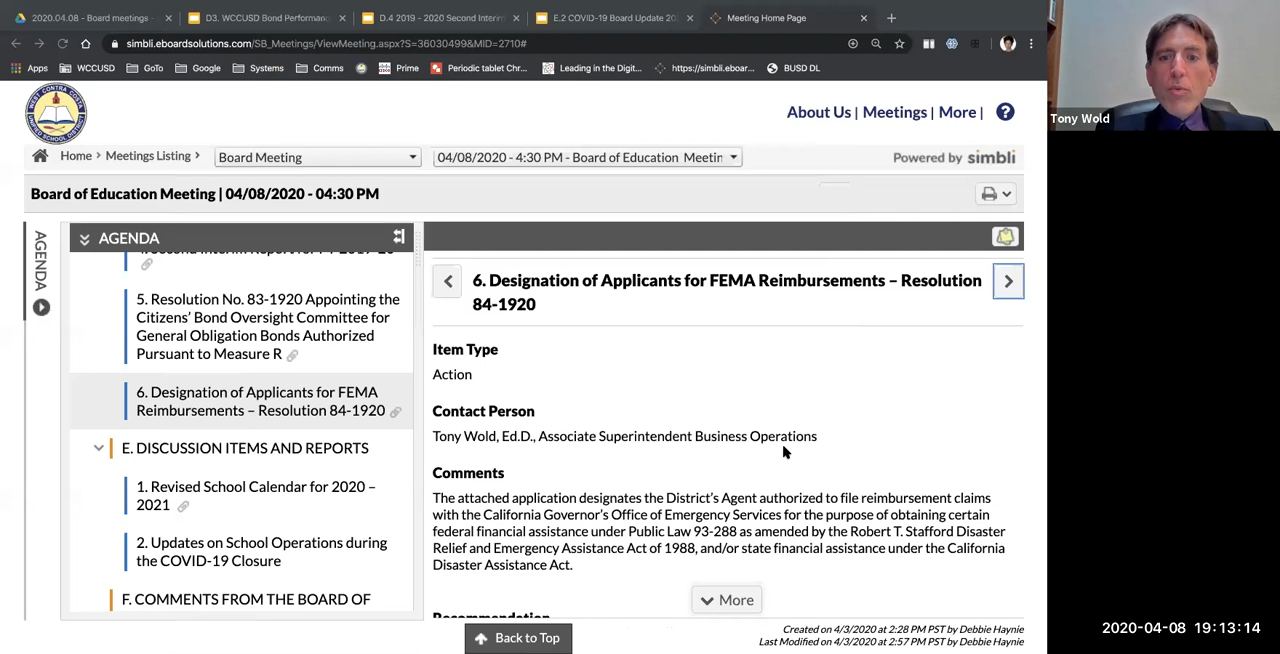 2020.04.08 - Board meetings -
D3. WCCUSD Bond Performanc
D.4 2019 - 2020 Second Interim
E.2 COVID-19 Board Update 202
Meeting Home Page
simbli.eboardsolutions.com/SB_Meetings/ViewMeeting.aspx?S=36030499&MID=2710#
Apps
WCCUSD
GoTo
Google
Systems
Comms
Prime
Periodic tablet Chr...
Leading in the Digit...
https://simbli.eboar...
BUSD DL
Tony Wold
About Us | Meetings | More |
Home > Meetings Listing >
Board Meeting
04/08/2020 - 4:30 PM - Board of Education Meetin
Powered by simbli
Board of Education Meeting | 04/08/2020 - 04:30 PM
AGENDA
AGENDA
5. Resolution No. 83-1920 Appointing the
Citizens' Bond Oversight Committee for
General Obligation Bonds Authorized
Pursuant to Measure R
6. Designation of Applicants for FEMA
Reimbursements – Resolution 84-1920
E. DISCUSSION ITEMS AND REPORTS
1. Revised School Calendar for 2020 –
2021
2. Updates on School Operations during
the COVID-19 Closure
F. COMMENTS FROM THE BOARD OF
6. Designation of Applicants for FEMA Reimbursements – Resolution
84-1920
Item Type
Action
Contact Person
Tony Wold, Ed.D., Associate Superintendent Business Operations
Comments
The attached application designates the District's Agent authorized to file reimbursement claims
with the California Governor's Office of Emergency Services for the purpose of obtaining certain
federal financial assistance under Public Law 93-288 as amended by the Robert T. Stafford Disaster
Relief and Emergency Assistance Act of 1988, and/or state financial assistance under the California
Disaster Assistance Act.
More
Recommendation
Back to Top
Created on 4/3/2020 at 2:28 PM PST by Debbie Haynie
Last Modified on 4/3/2020 at 2:57 PM PST by Debbie Haynie
2020-04-08 19:13:14